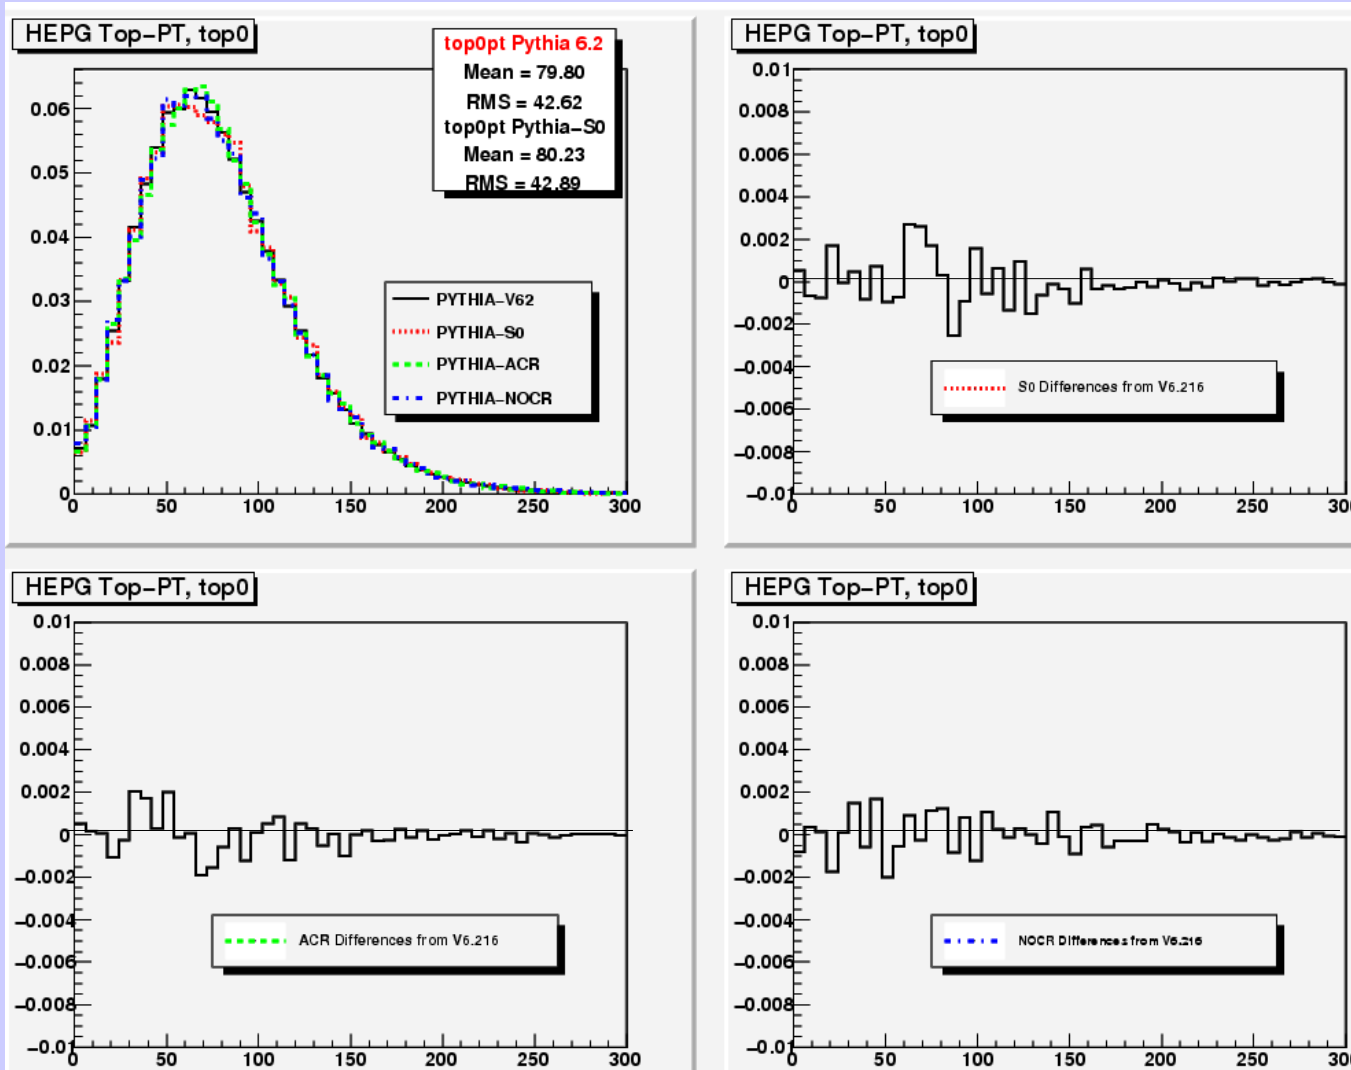 HEPG Top-PT, top0
top0pt Pythia 6.2
Mean = 79.80
RMS = 42.62
top0pt Pythia-S0
Mean = 80.23
RMS = 42.89
0.06
0.05
0.04
0.03
0.02
0.01
0
PYTHIA-V62
PYTHIA-S0
PYTHIA-ACR
PYTHIA-NOCR
0 50 100 150 200 250 300
HEPG Top-PT, top0
0.01
0.008
0.006
0.004
0.002
0
-0.002
-0.004
-0.006
-0.008
-0.01
S0 Differences from V6.216
0 50 100 150 200 250 300
HEPG Top-PT, top0
0.01
0.008
0.006
0.004
0.002
0
-0.002
-0.004
-0.006
-0.008
-0.01
ACR Differences from V6.216
0 50 100 150 200 250 300
HEPG Top-PT, top0
0.01
0.008
0.006
0.004
0.002
0
-0.002
-0.004
-0.006
-0.008
-0.01
NOCR Differences from V6.216
0 50 100 150 200 250 300